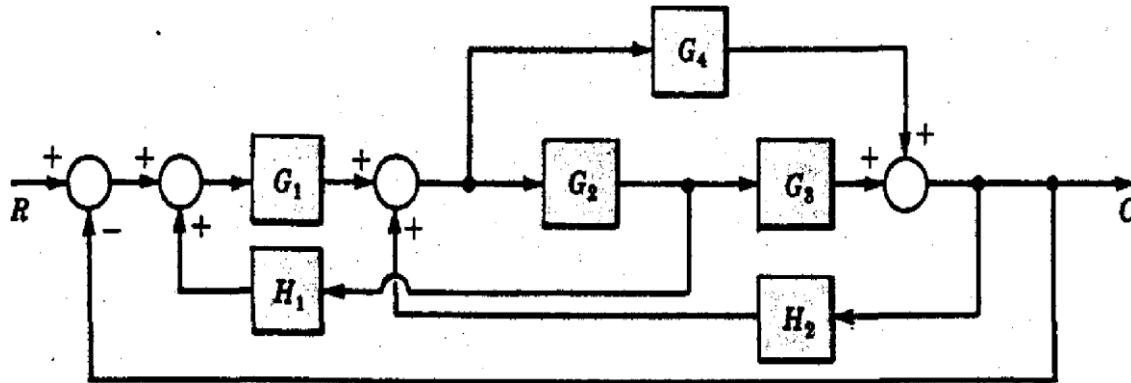 G₄
+
+
+
G₁
+
G₂
G₃
+
R
−
+
+
C
H₁
H₂